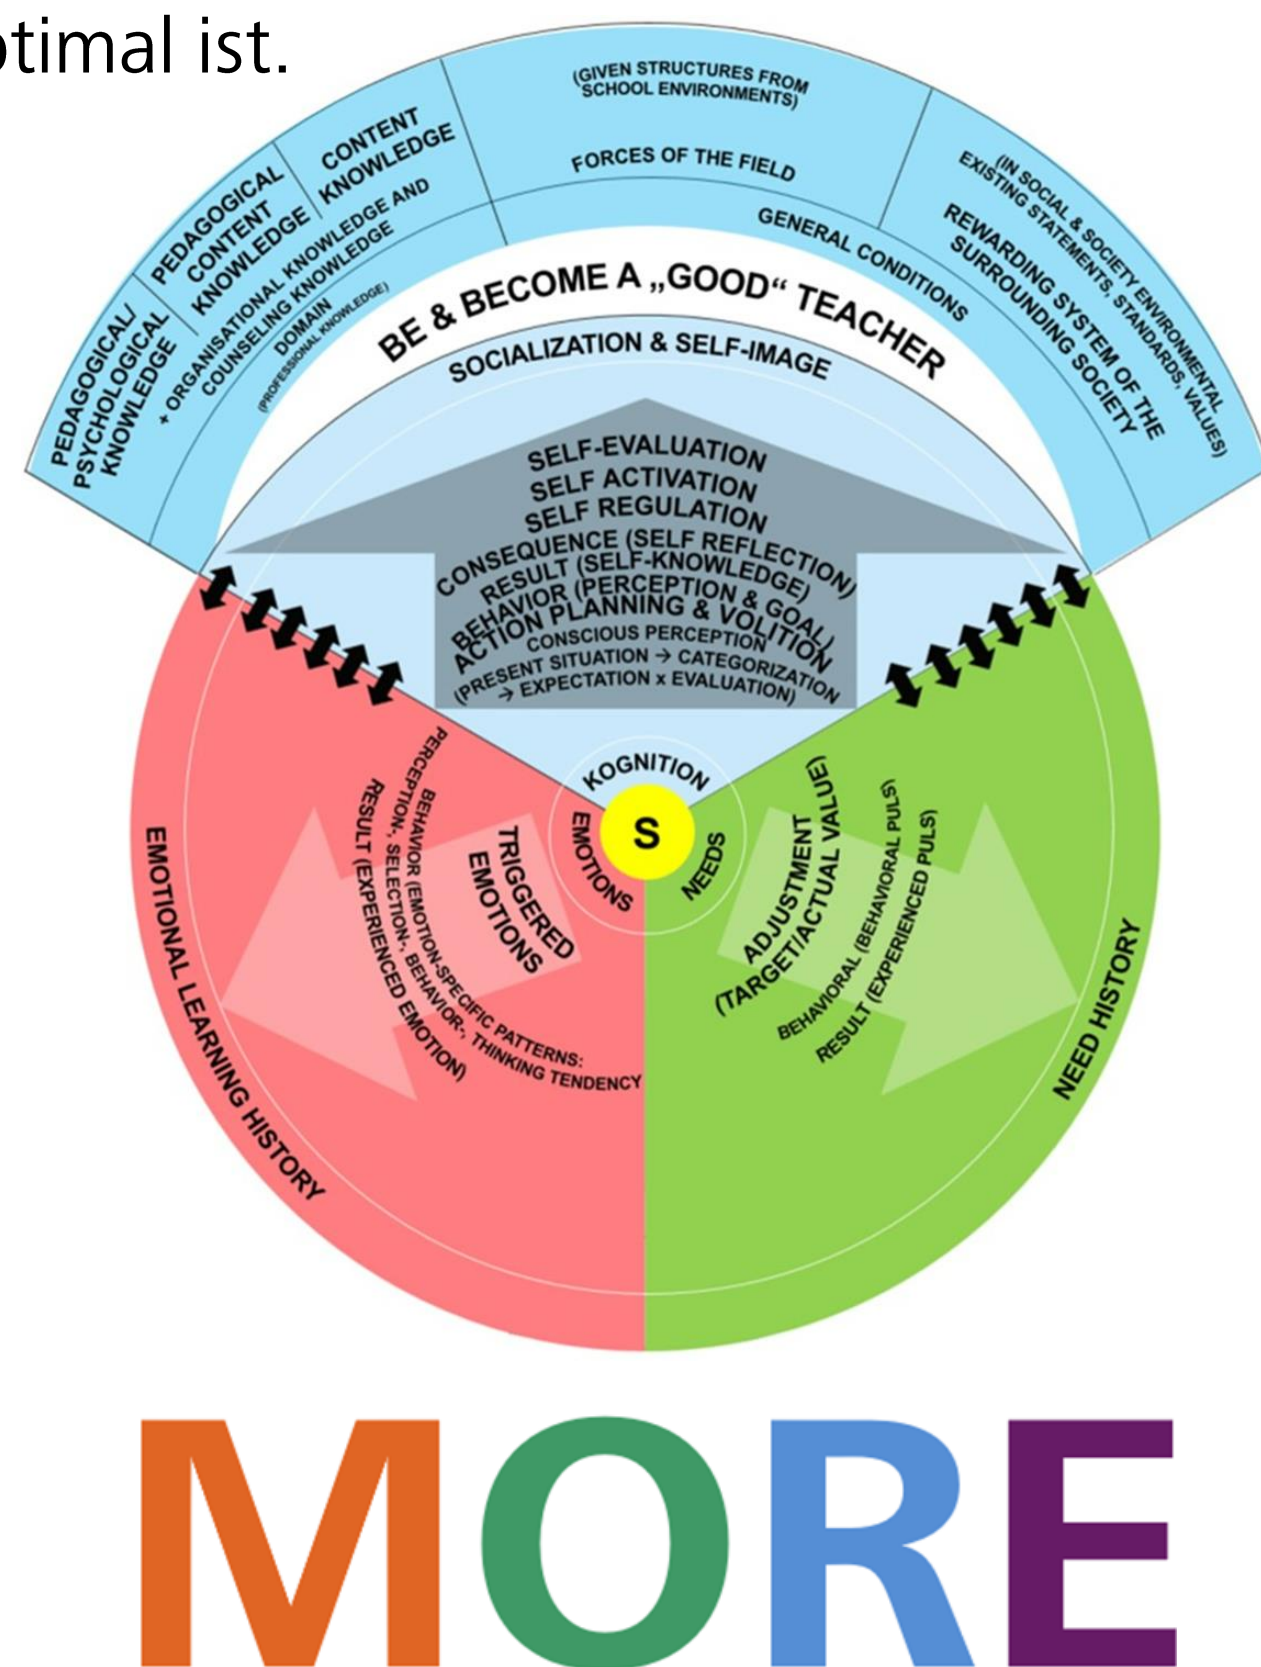 ptimal ist.
(GIVEN STRUCTURES FROM
SCHOOL ENVIRONMENTS)
FORCES OF THE FIELD
CONTENT
KNOWLEDGE
PEDAGOGICAL
CONTENT
KNOWLEDGE
PEDAGOGICAL/
PSYCHOLOGICAL
KNOWLEDGE
+ ORGANISATIONAL KNOWLEDGE AND
COUNSELING KNOWLEDGE
DOMAIN
(PROFESSIONAL KNOWLEDGE)
(IN SOCIAL & SOCIETY ENVIRONMENTAL
EXISTING STATEMENTS, STANDARDS, VALUES)
REWARDING SYSTEM OF THE
SURROUNDING SOCIETY
GENERAL CONDITIONS
BE & BECOME A „GOOD“ TEACHER
SOCIALIZATION & SELF-IMAGE
SELF-EVALUATION
SELF ACTIVATION
SELF REGULATION
CONSEQUENCE (SELF REFLECTION)
RESULT (SELF-KNOWLEDGE)
BEHAVIOR (PERCEPTION & GOAL)
ACTION PLANNING & VOLITION
CONSCIOUS PERCEPTION
(PRESENT SITUATION → CATEGORIZATION
→ EXPECTATION x EVALUATION)
KOGNITION
EMOTIONS
S
NEEDS
TRIGGERED
EMOTIONS
BEHAVIOR (EMOTION-SPECIFIC PATTERNS:
PERCEPTION-, SELECTION-, BEHAVIOR-, THINKING TENDENCY
RESULT (EXPERIENCED EMOTION)
EMOTIONAL LEARNING HISTORY
ADJUSTMENT
(TARGET/ACTUAL VALUE)
BEHAVIORAL (BEHAVIORAL PULS)
RESULT (EXPERIENCED PULS)
NEED HISTORY
MORE